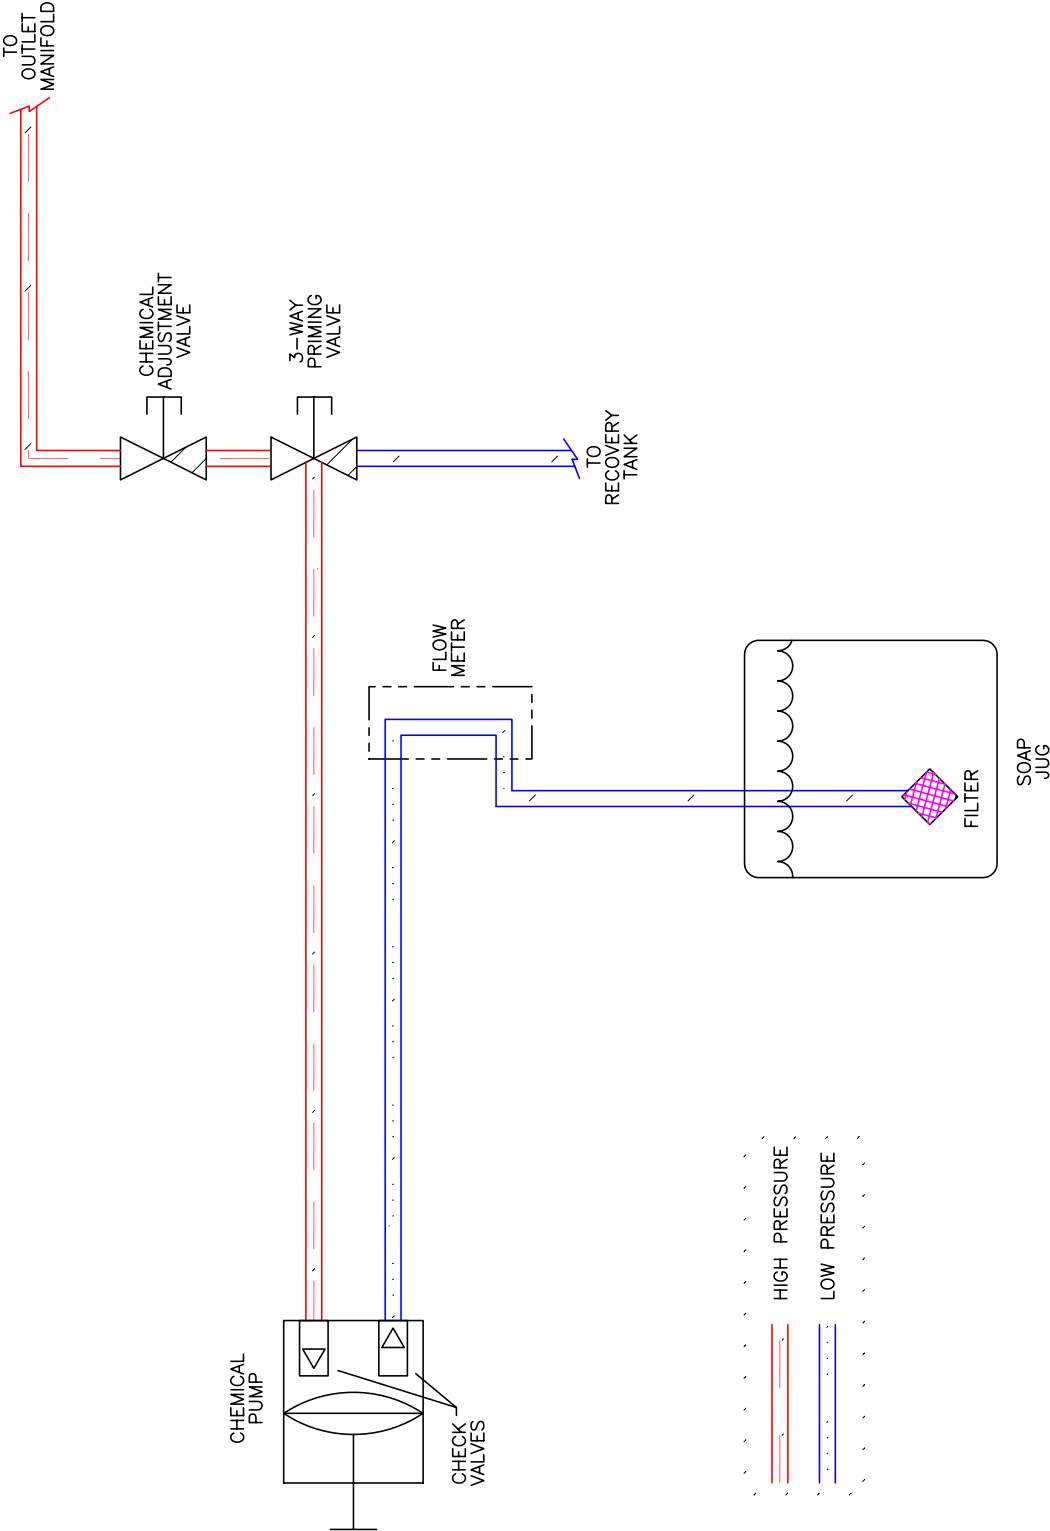 TO
OUTLET
MANIFOLD
CHEMICAL
ADJUSTMENT
VALVE
3-WAY
PRIMING
VALVE
TO
RECOVERY
TANK
FLOW
METER
FILTER
SOAP
JUG
CHEMICAL
PUMP
CHECK
VALVES
HIGH PRESSURE
LOW PRESSURE